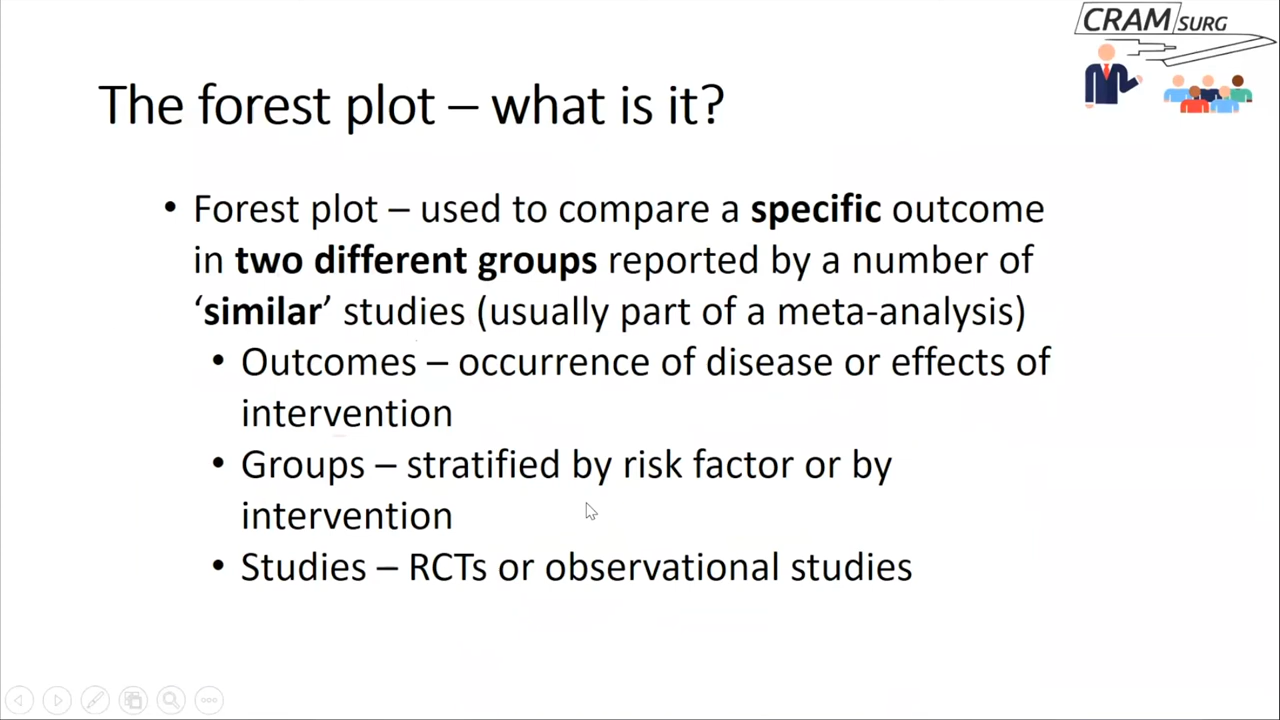 CRAM SURG
The forest plot – what is it?
• Forest plot – used to compare a specific outcome
in two different groups reported by a number of
‘similar’ studies (usually part of a meta-analysis)
• Outcomes – occurrence of disease or effects of
intervention
• Groups – stratified by risk factor or by
intervention
• Studies – RCTs or observational studies